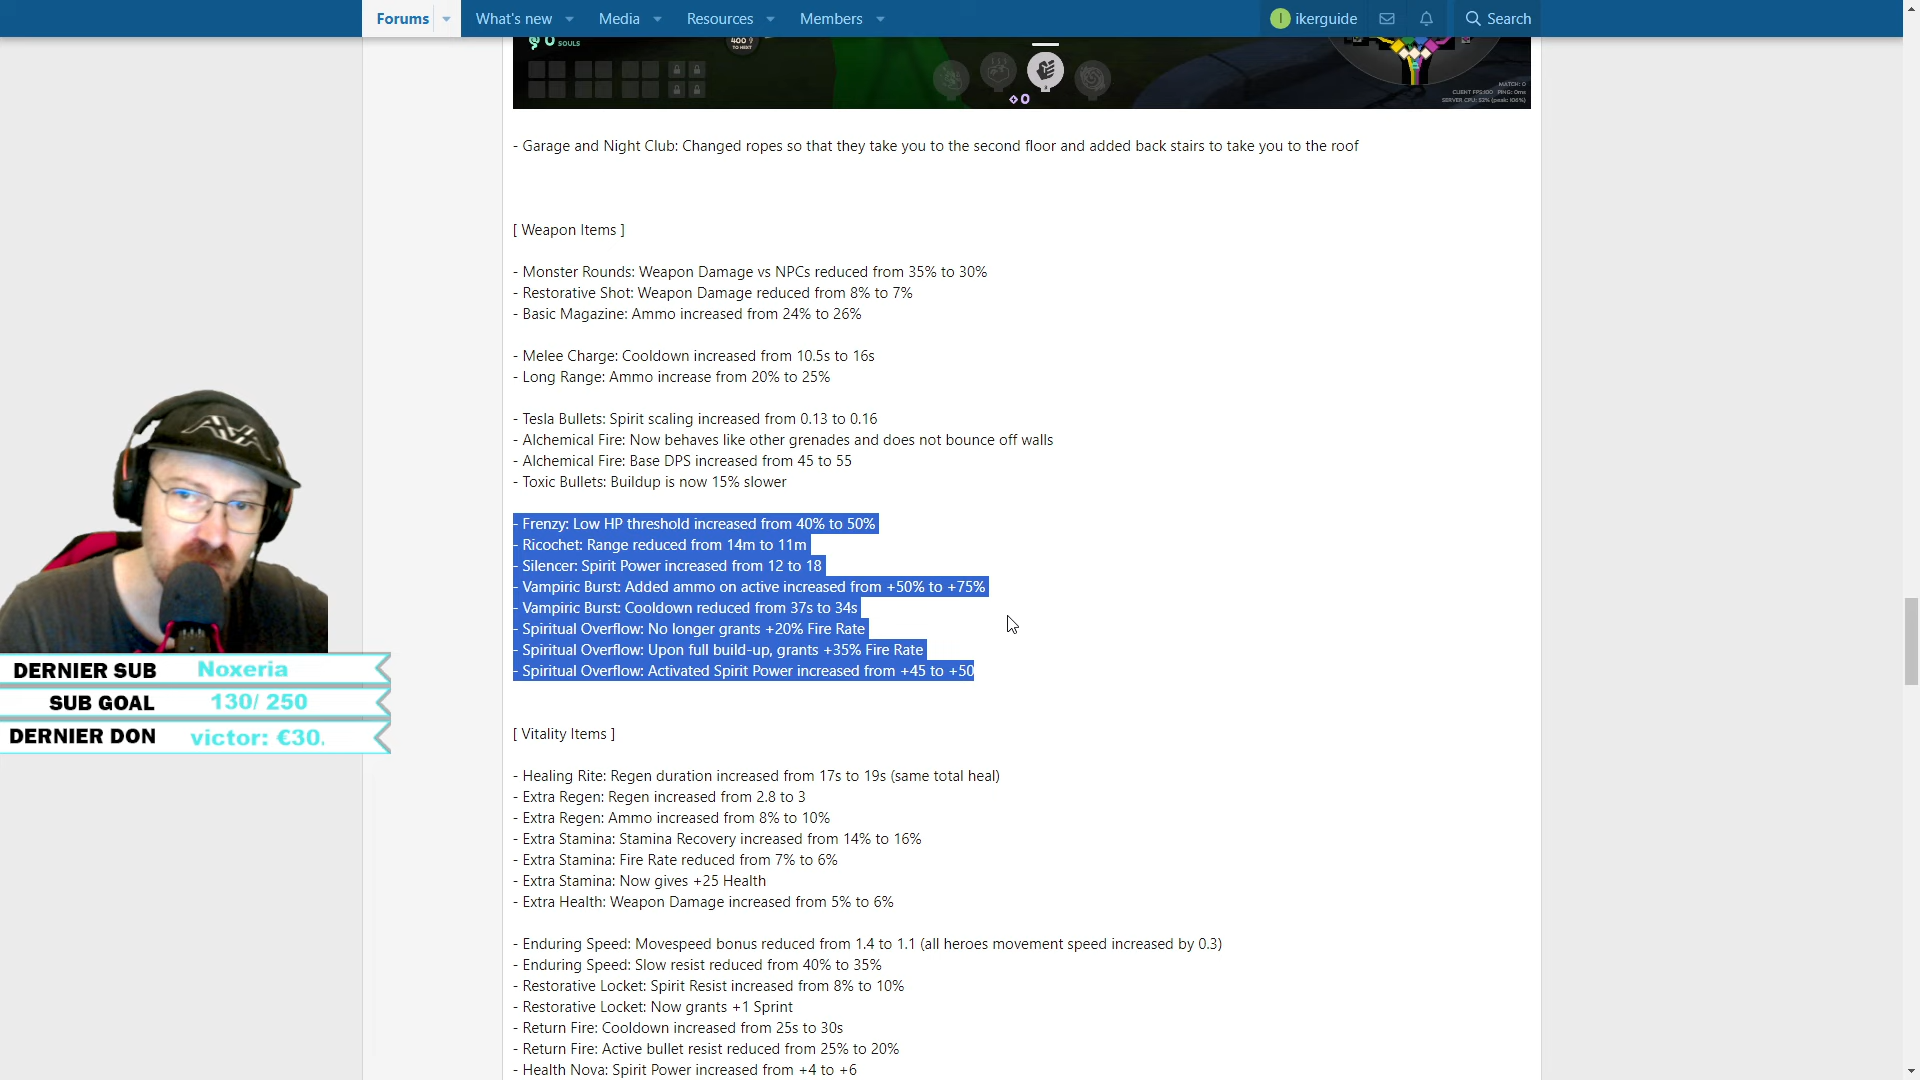 Forums
What's new
Media
Resources
Members
I
ikerguide
Search
0 SOULS
400
TO NEXT
0
MATCH: 0
CLIENT FPS:100 PING: 0ms
SERVER CPU: 52% (peak: 106%)
- Garage and Night Club: Changed ropes so that they take you to the second floor and added back stairs to take you to the roof
[ Weapon Items ]
- Monster Rounds: Weapon Damage vs NPCs reduced from 35% to 30%
- Restorative Shot: Weapon Damage reduced from 8% to 7%
- Basic Magazine: Ammo increased from 24% to 26%
- Melee Charge: Cooldown increased from 10.5s to 16s
- Long Range: Ammo increase from 20% to 25%
- Tesla Bullets: Spirit scaling increased from 0.13 to 0.16
- Alchemical Fire: Now behaves like other grenades and does not bounce off walls
- Alchemical Fire: Base DPS increased from 45 to 55
- Toxic Bullets: Buildup is now 15% slower
- Frenzy: Low HP threshold increased from 40% to 50%
- Ricochet: Range reduced from 14m to 11m
- Silencer: Spirit Power increased from 12 to 18
- Vampiric Burst: Added ammo on active increased from +50% to +75%
- Vampiric Burst: Cooldown reduced from 37s to 34s
- Spiritual Overflow: No longer grants +20% Fire Rate
- Spiritual Overflow: Upon full build-up, grants +35% Fire Rate
- Spiritual Overflow: Activated Spirit Power increased from +45 to +50
[ Vitality Items ]
- Healing Rite: Regen duration increased from 17s to 19s (same total heal)
- Extra Regen: Regen increased from 2.8 to 3
- Extra Regen: Ammo increased from 8% to 10%
- Extra Stamina: Stamina Recovery increased from 14% to 16%
- Extra Stamina: Fire Rate reduced from 7% to 6%
- Extra Stamina: Now gives +25 Health
- Extra Health: Weapon Damage increased from 5% to 6%
- Enduring Speed: Movespeed bonus reduced from 1.4 to 1.1 (all heroes movement speed increased by 0.3)
- Enduring Speed: Slow resist reduced from 40% to 35%
- Restorative Locket: Spirit Resist increased from 8% to 10%
- Restorative Locket: Now grants +1 Sprint
- Return Fire: Cooldown increased from 25s to 30s
- Return Fire: Active bullet resist reduced from 25% to 20%
- Health Nova: Spirit Power increased from +4 to +6
DERNIER SUB Noxeria
SUB GOAL 130/ 250
DERNIER DON victor: €30.